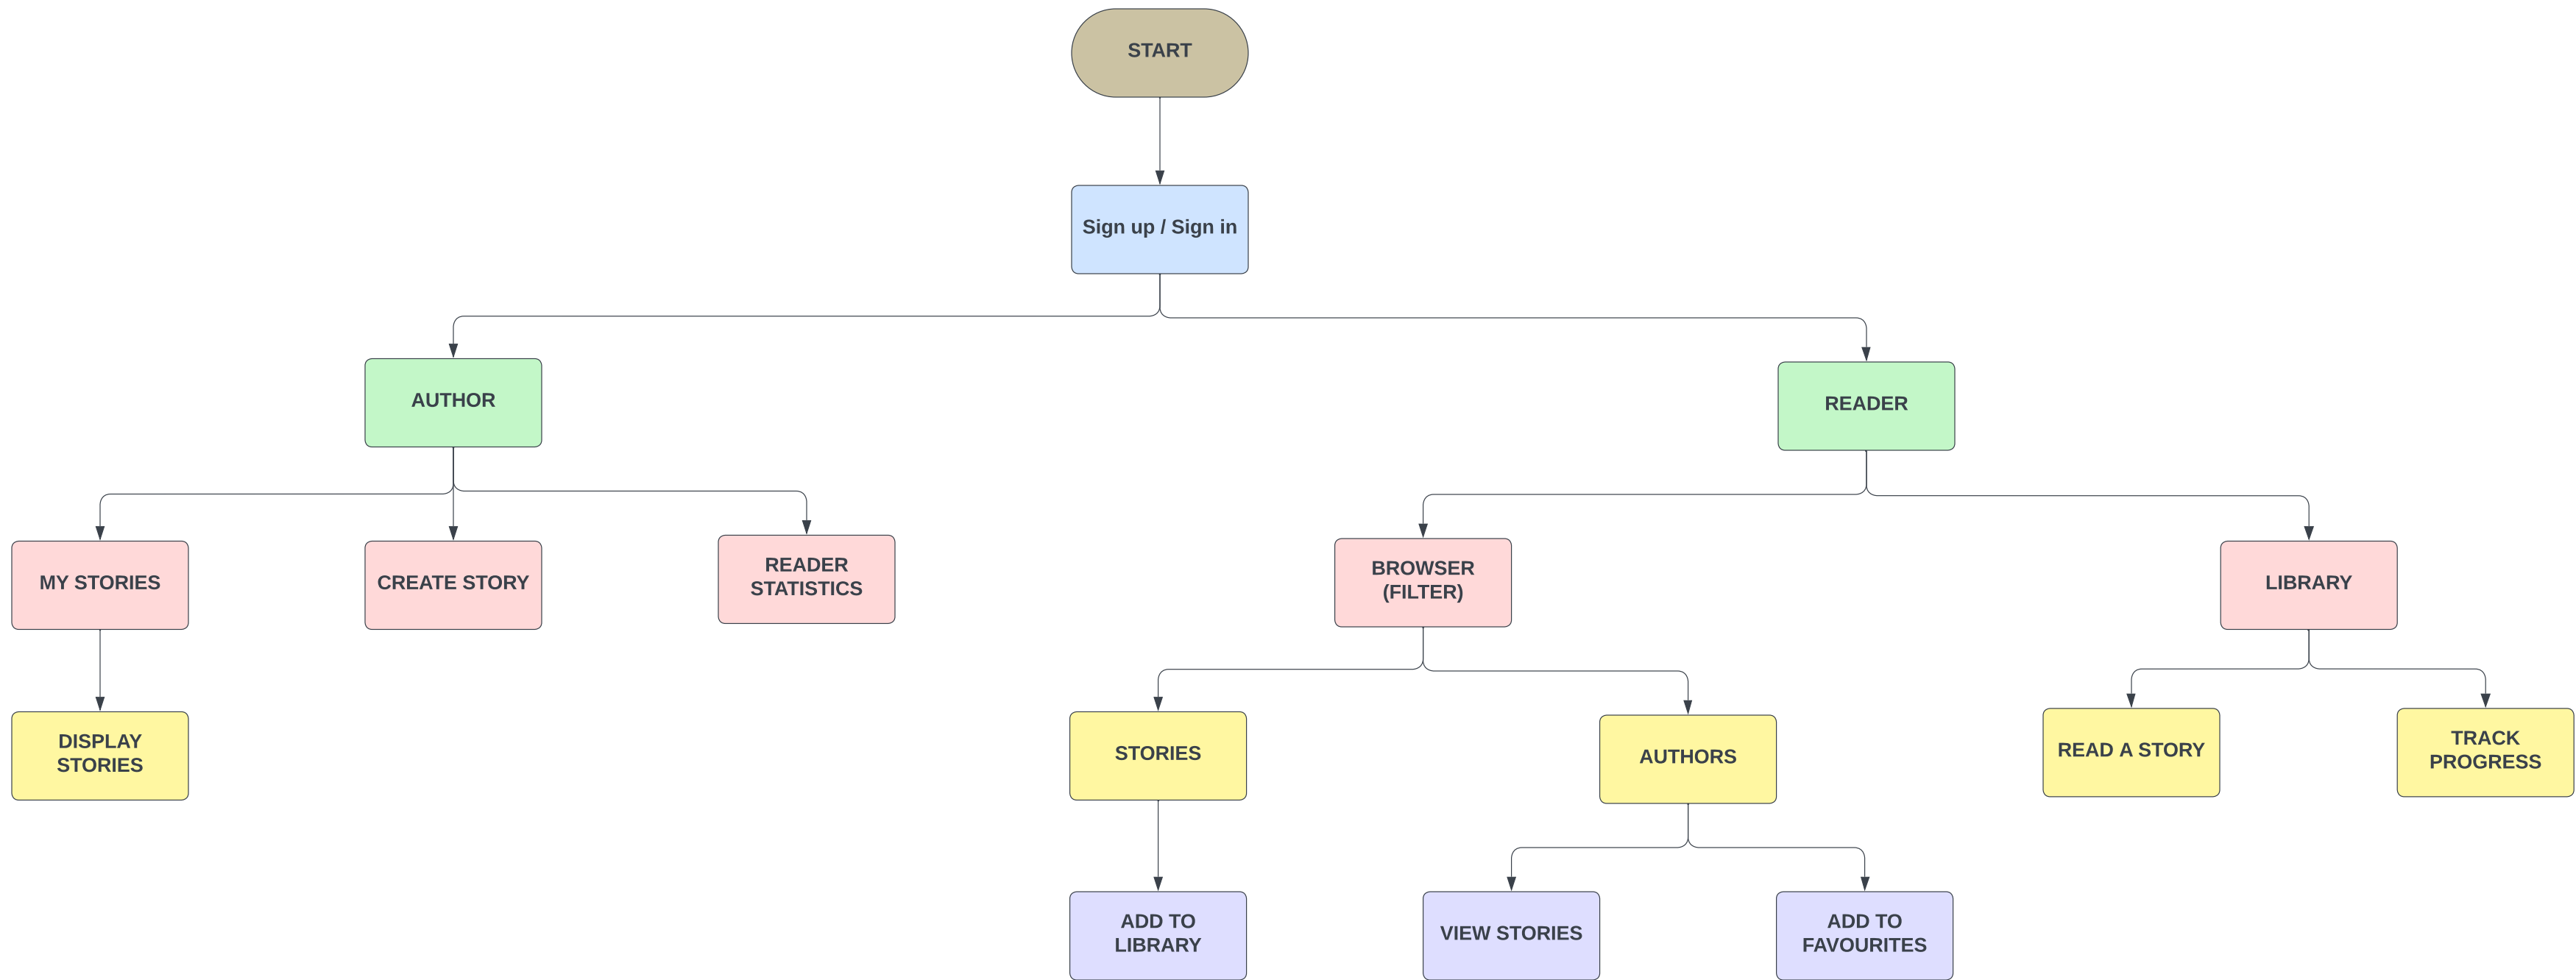 START
Sign up / Sign in
AUTHOR
READER
MY STORIES
CREATE STORY
READER
STATISTICS
BROWSER
(FILTER)
LIBRARY
DISPLAY
STORIES
STORIES
AUTHORS
READ A STORY
TRACK
PROGRESS
ADD TO
LIBRARY
VIEW STORIES
ADD TO
FAVOURITES